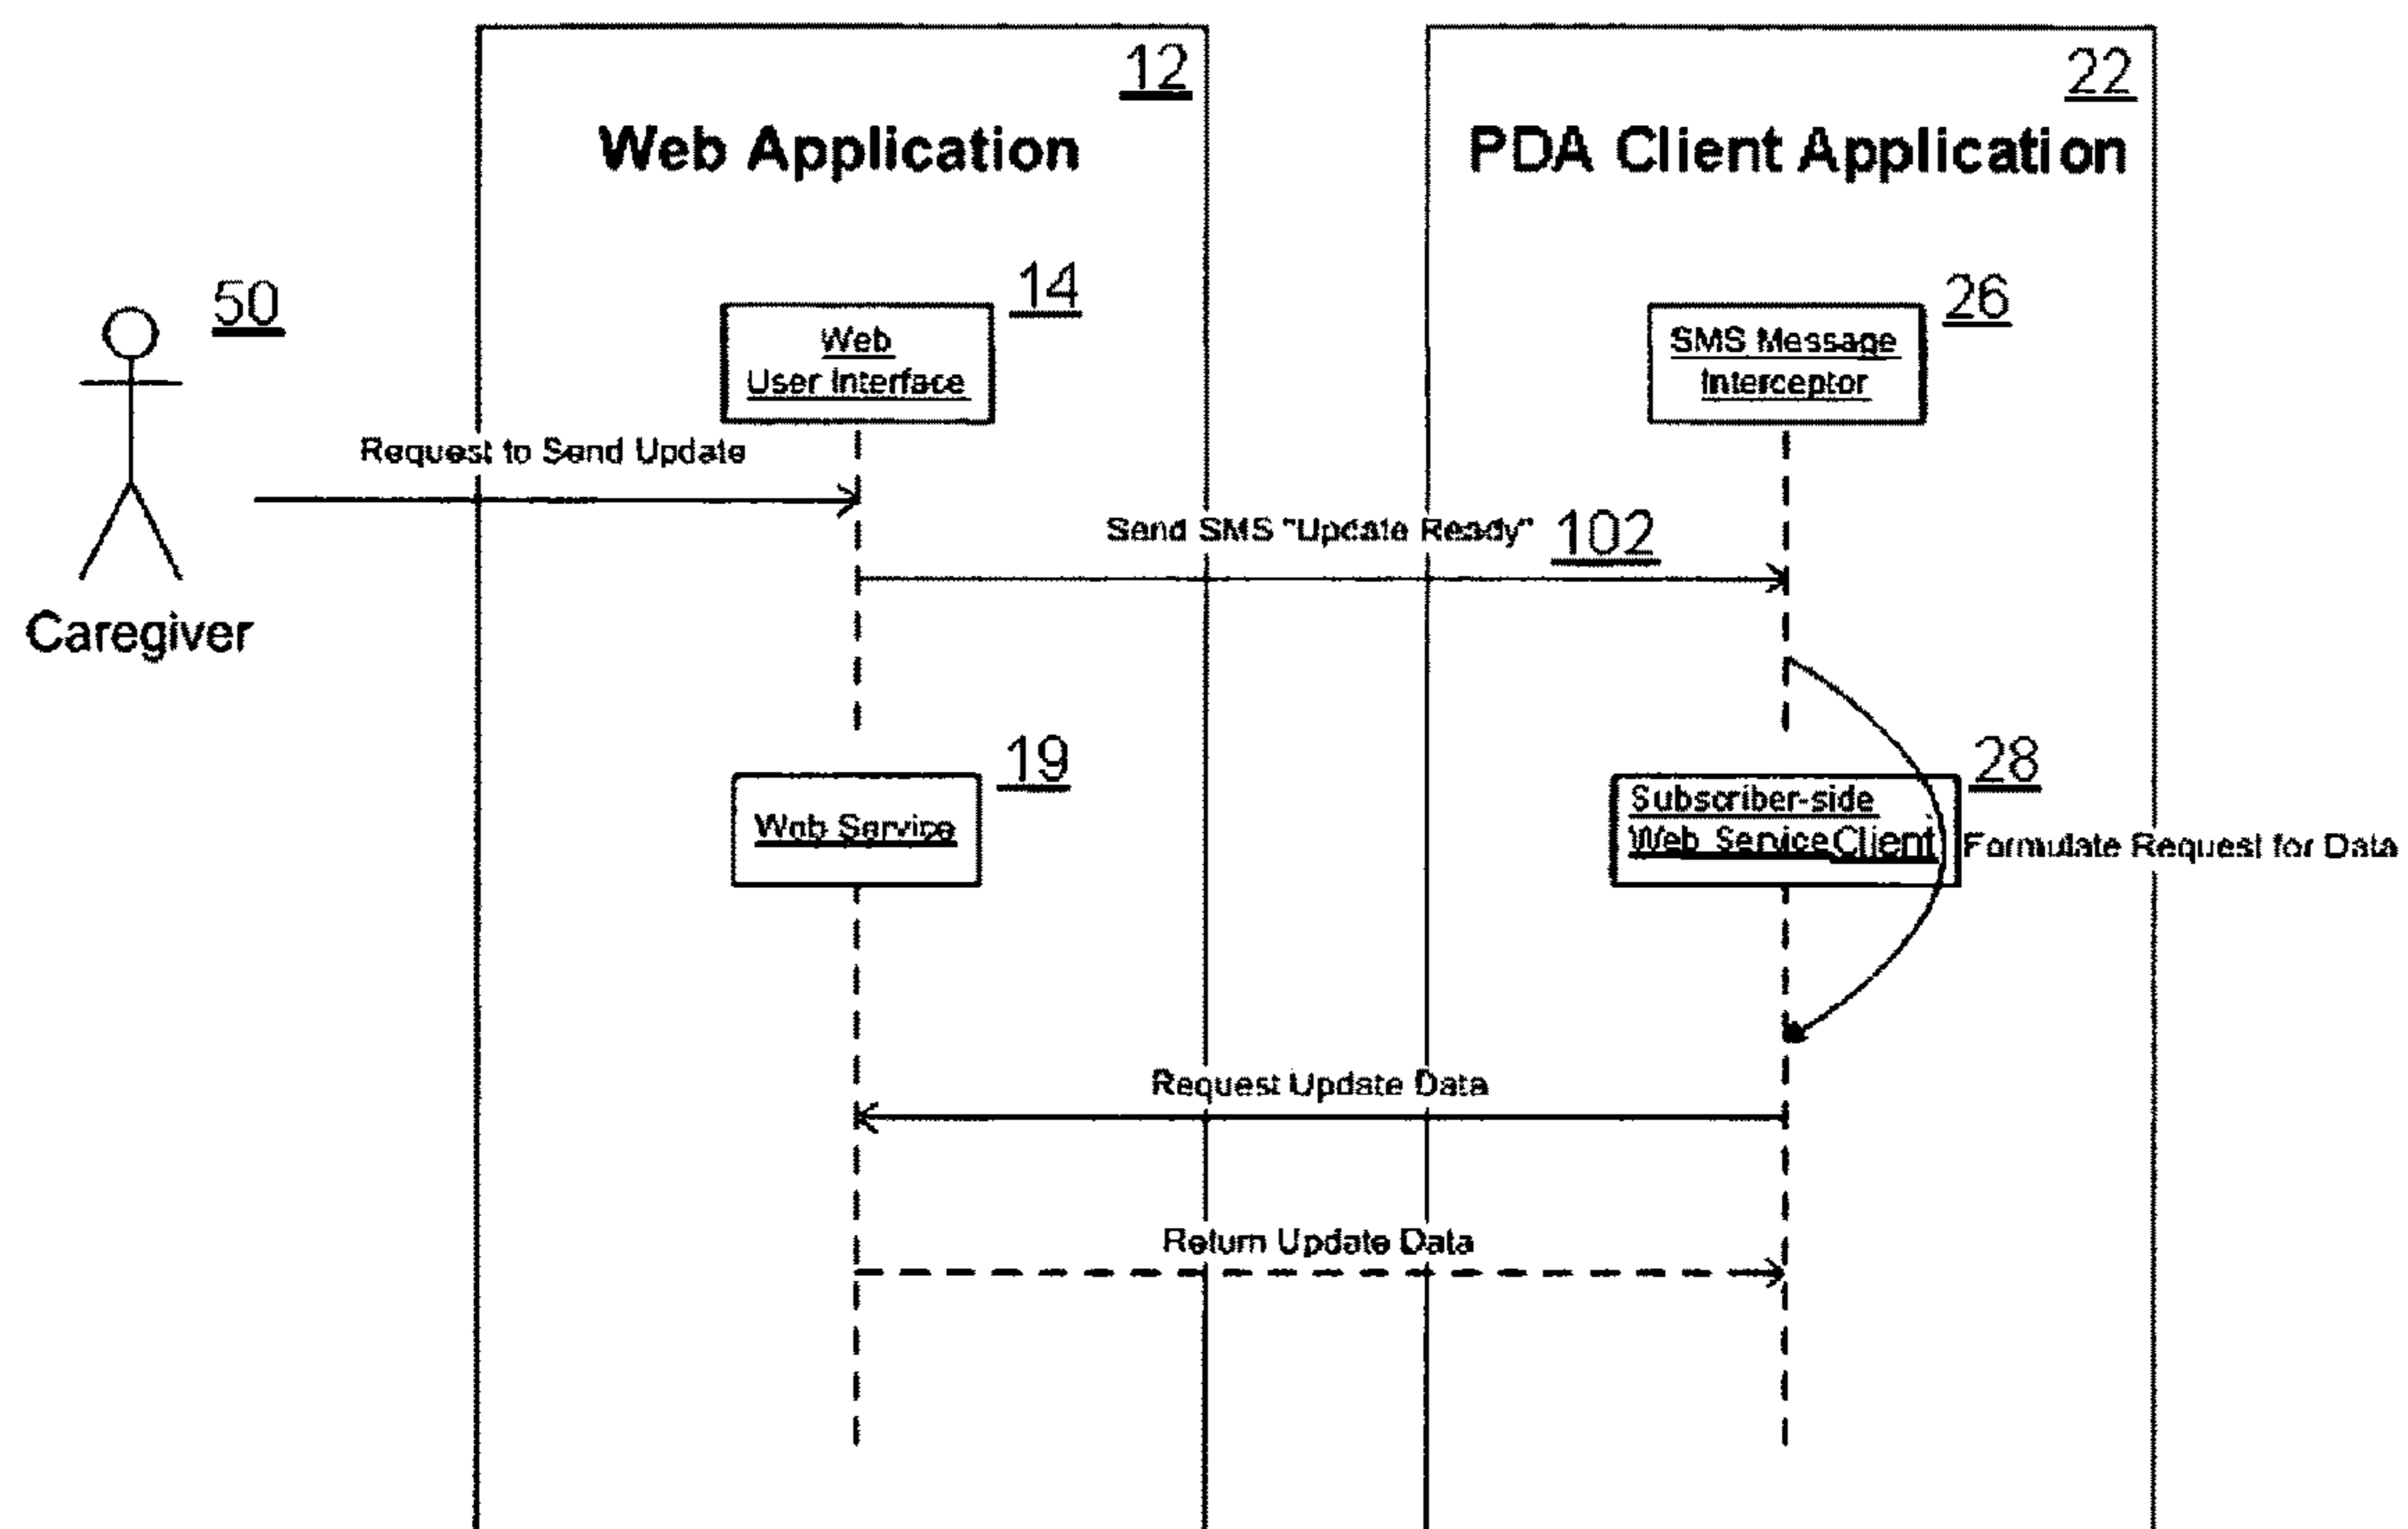 12
Web Application
22
PDA Client Application
50
14
Web
User Interface
26
SMS Message
Interceptor
Request to Send Update
Send SMS "Update Ready"
102
Caregiver
19
Web Service
28
Subscriber-side
Web Service Client
Formulate Request for Data
Request Update Data
Return Update Data